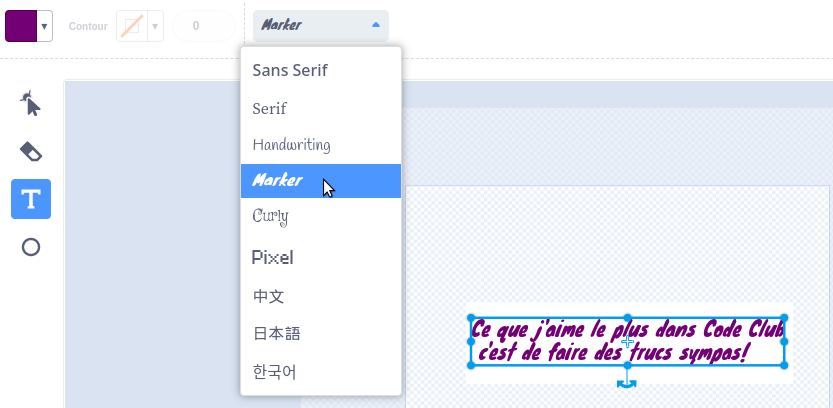 Contour 0 Marker
Sans Serif
Serif
Handwriting
Marker
Curly
Pixel
中文
日本語
한국어
T
Ce que j'aime le plus dans Code Club
c'est de faire des trucs sympas!